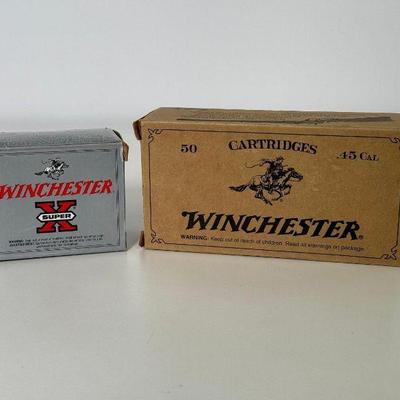 WINCHESTER
SUPER
X
50 CARTRIDGES .45 CAL
WINCHESTER®
WARNING: Keep out of reach of children. Read all warnings on package.